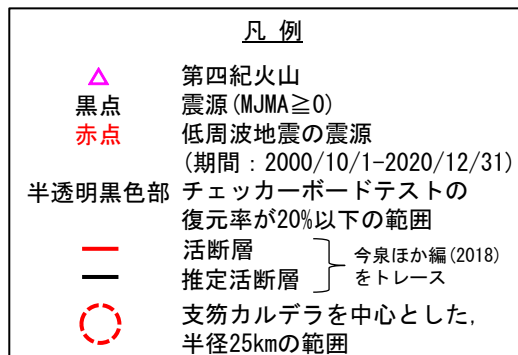 凡 例
△ 第四紀火山
黒点 震源(MJMA≧0)
赤点 低周波地震の震源
(期間：2000/10/1-2020/12/31)
半透明黒色部 チェッカーボードテストの
復元率が20%以下の範囲
活断層
推定活断層
今泉ほか編(2018)
をトレース
支笏カルデラを中心とした,
半径25kmの範囲